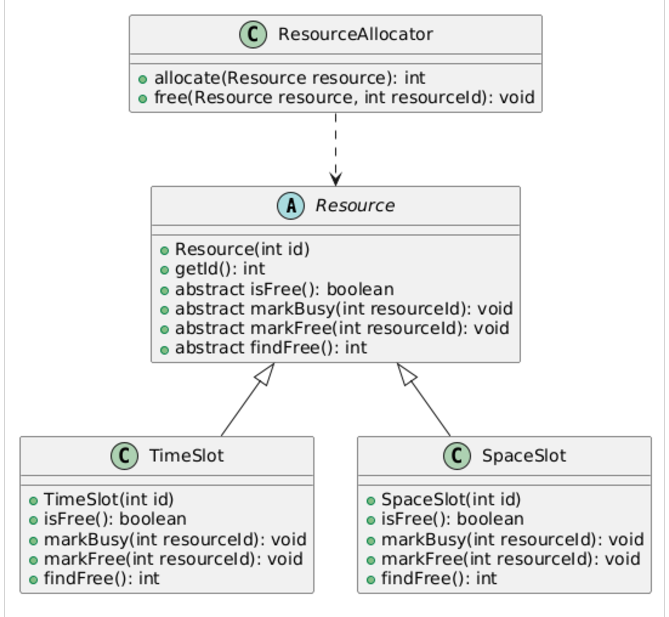 C ResourceAllocator
allocate(Resource resource): int
free(Resource resource, int resourceId): void
A Resource
Resource(int id)
getId(): int
abstract isFree(): boolean
abstract markBusy(int resourceId): void
abstract markFree(int resourceId): void
abstract findFree(): int
C TimeSlot
TimeSlot(int id)
isFree(): boolean
markBusy(int resourceId): void
markFree(int resourceId): void
findFree(): int
C SpaceSlot
SpaceSlot(int id)
isFree(): boolean
markBusy(int resourceId): void
markFree(int resourceId): void
findFree(): int